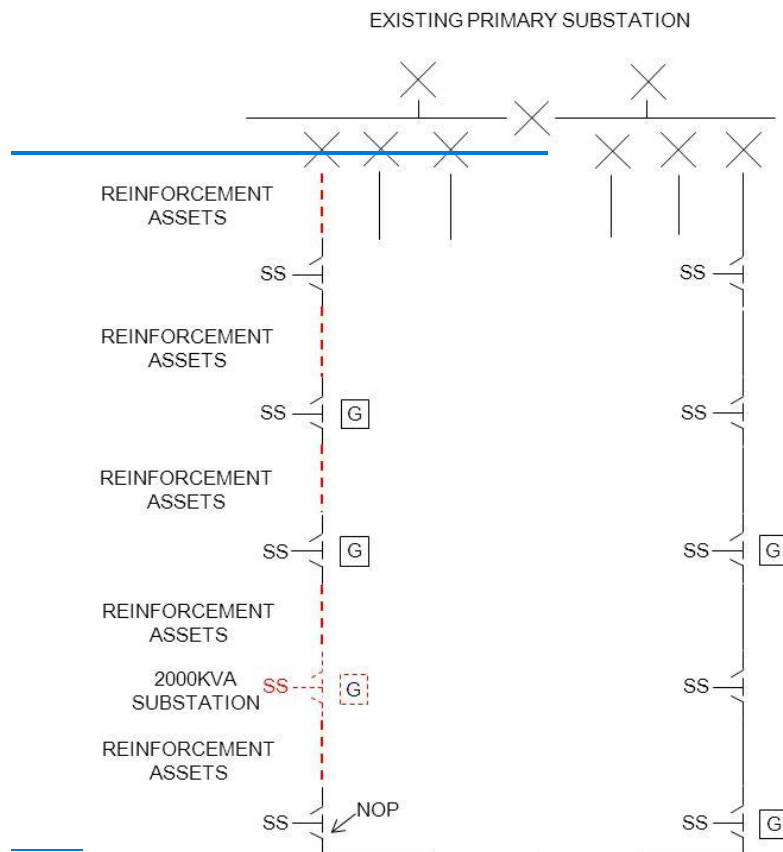 EXISTING PRIMARY SUBSTATION
REINFORCEMENT
ASSETS
SS
SS
REINFORCEMENT
ASSETS
SS
G
SS
REINFORCEMENT
ASSETS
SS
G
SS
G
REINFORCEMENT
ASSETS
2000KVA
SUBSTATION
SS
G
SS
REINFORCEMENT
ASSETS
NOP
SS
SS
G